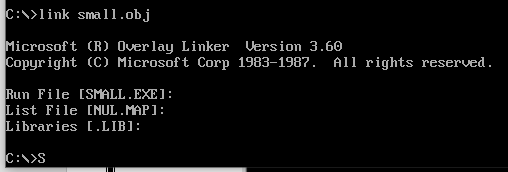 C:\>link small.obj
Microsoft (R) Overlay Linker  Version 3.60
Copyright (C) Microsoft Corp 1983-1987.  All rights reserved.
Run File [SMALL.EXE]:
List File [NUL.MAP]:
Libraries [.LIB]:
C:\>S